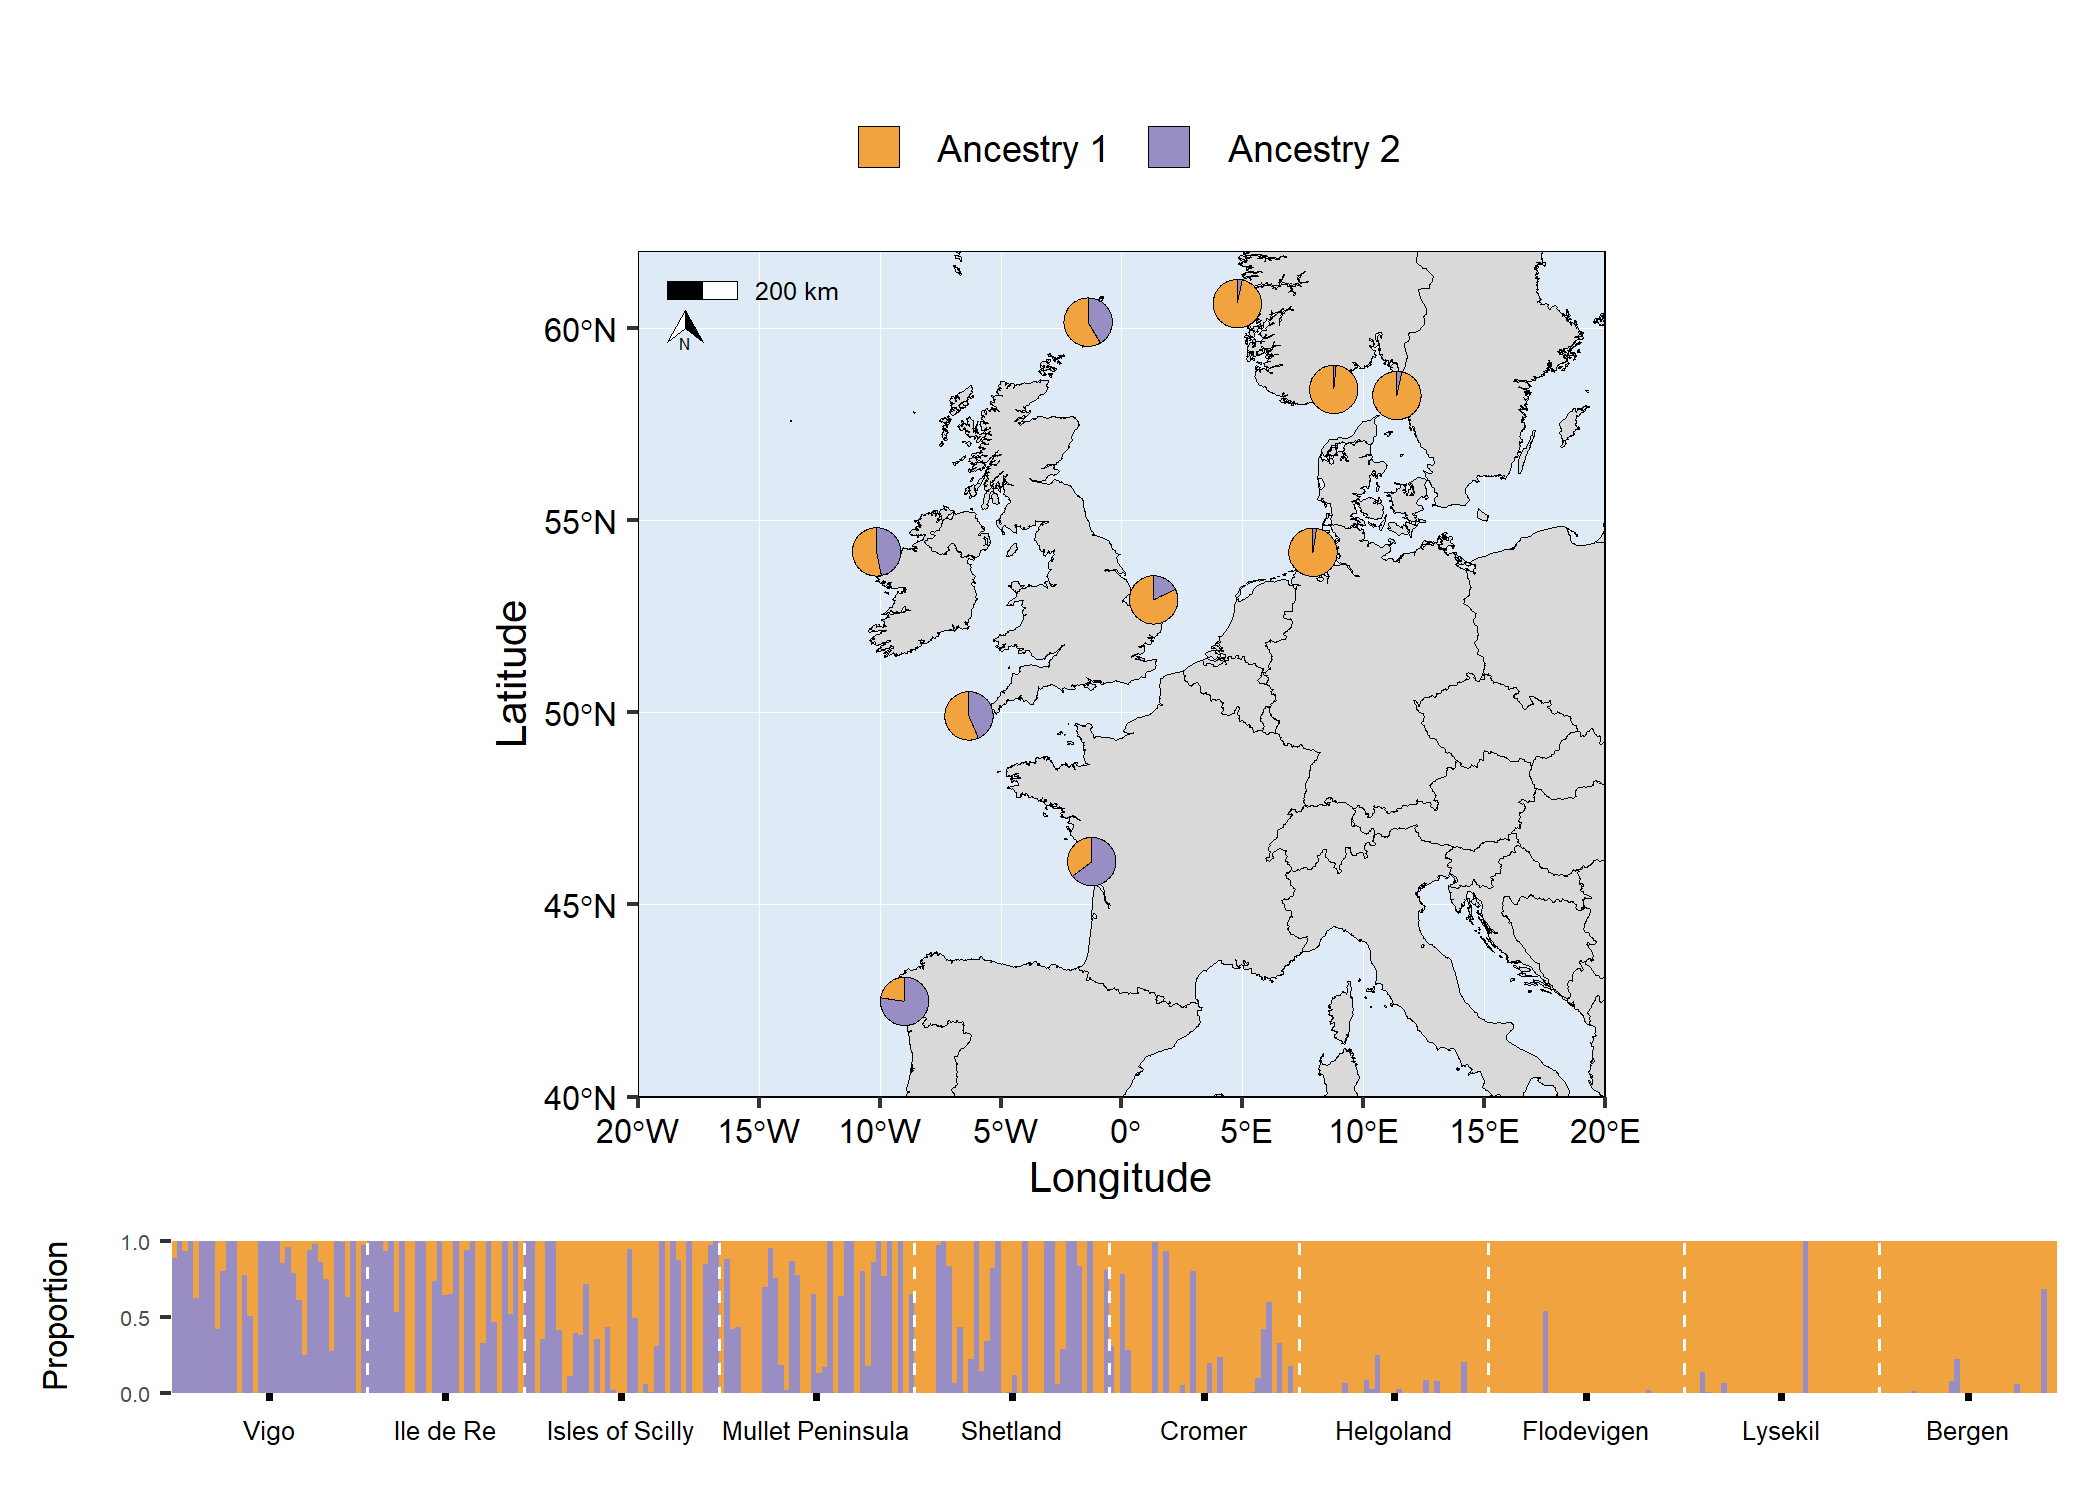 Ancestry 1 Ancestry 2
200 km
N
60°N
55°N
50°N
45°N
40°N
Latitude
20°W 15°W 10°W 5°W 0° 5°E 10°E 15°E 20°E
Longitude
Proportion
1.0
0.5
0.0
Vigo Ile de Re Isles of Scilly Mullet Peninsula Shetland Cromer Helgoland Flodevigen Lysekil Bergen